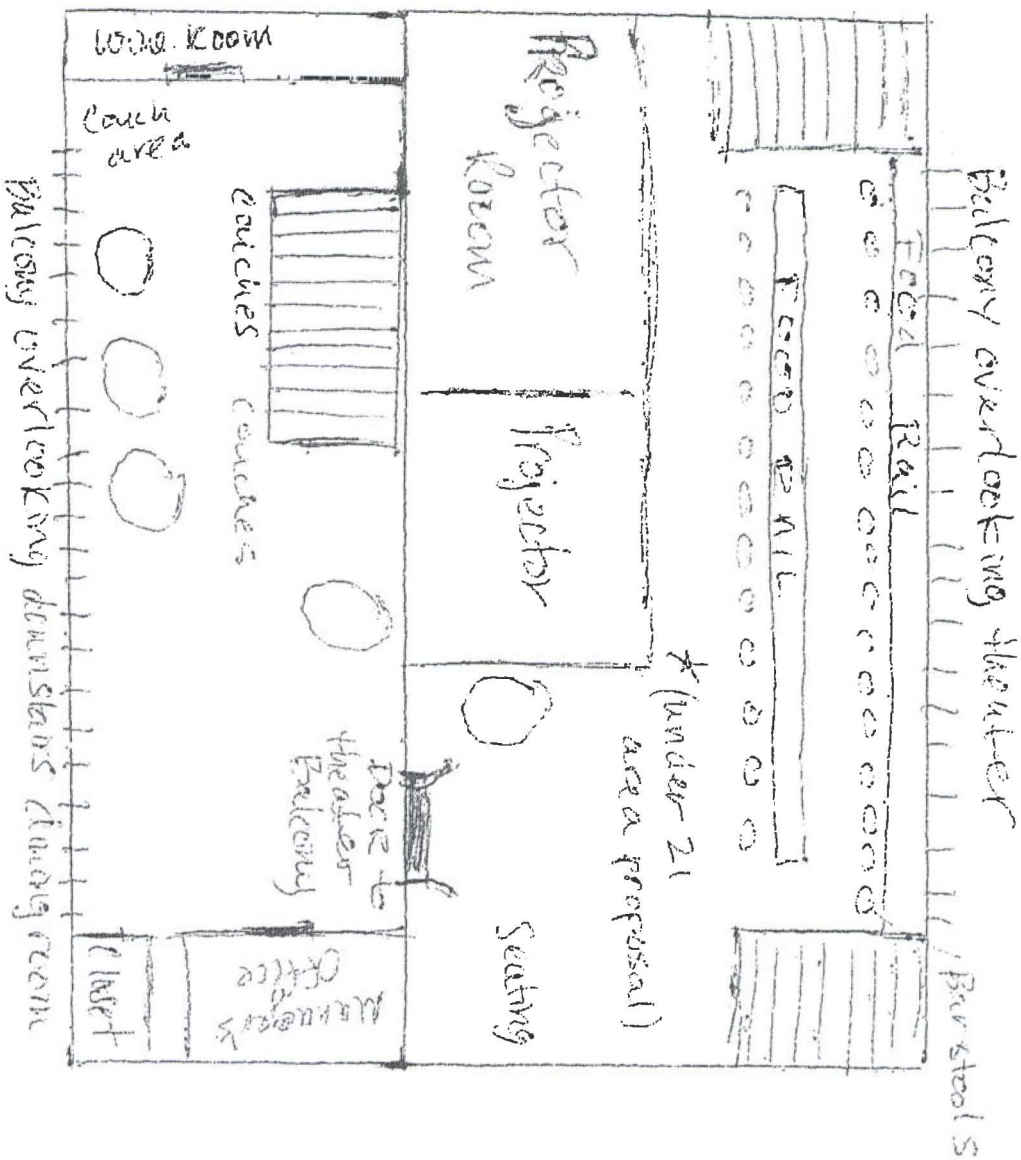 Balcony overlooking theater
Barstools
Food Rail
Food Rail
* (under 21
area proposal)
Seating
Projector
Room
Projector
Door to
theater
Balcony
couches
couches
Couch
area
Room
Manager's
Office
Closet
Balcony overlooking downstairs dining room